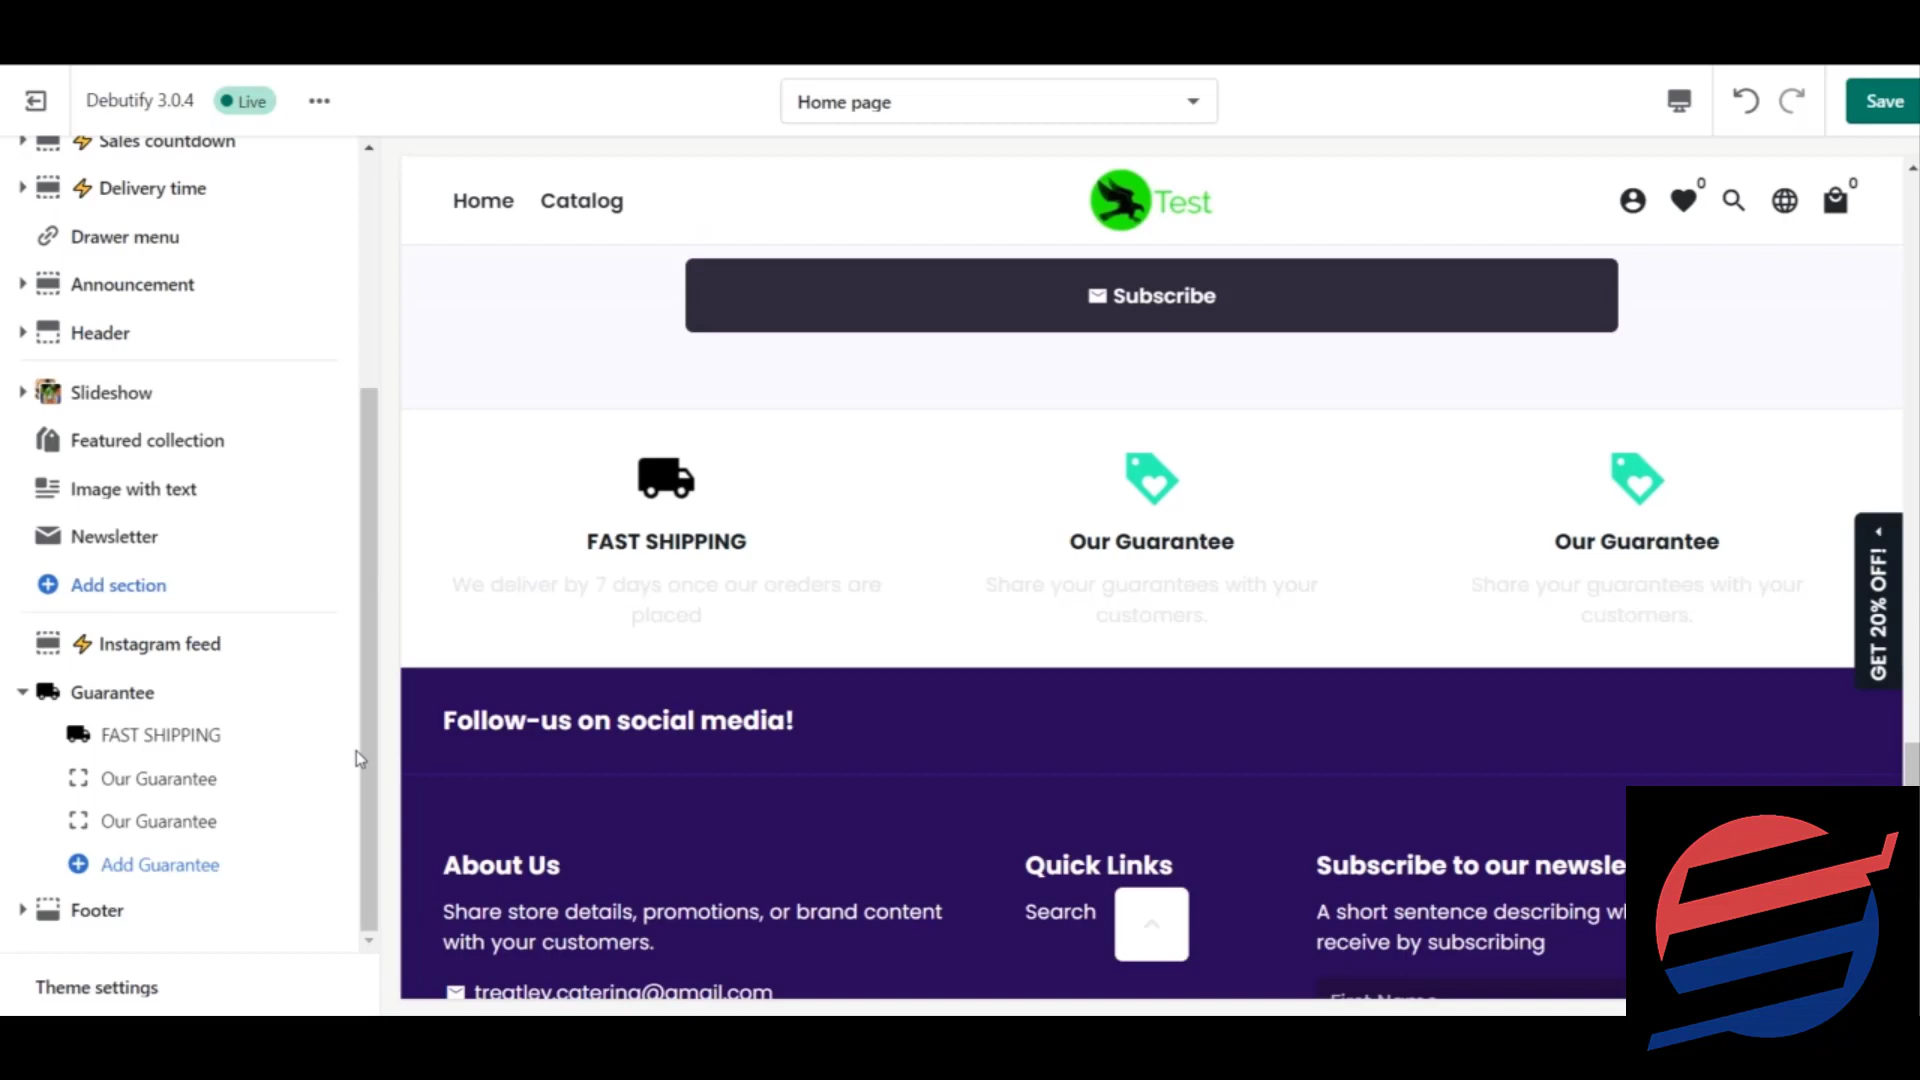 Debutify 3.0.4
Live
Home page
Save
Sales countdown
Delivery time
Drawer menu
Announcement
Header
Slideshow
Featured collection
Image with text
Newsletter
Add section
Instagram feed
Guarantee
FAST SHIPPING
Our Guarantee
Our Guarantee
Add Guarantee
Footer
Theme settings
Home
Catalog
Test
0
0
Subscribe
FAST SHIPPING
We deliver by 7 days once our oreders are
placed
Our Guarantee
Share your guarantees with your
customers.
Our Guarantee
Share your guarantees with your
customers.
GET 20% OFF!
Follow-us on social media!
About Us
Share store details, promotions, or brand content
with your customers.
treatley.catering@gmail.com
Quick Links
Search
Subscribe to our newsle
A short sentence describing wh
receive by subscribing
First Name